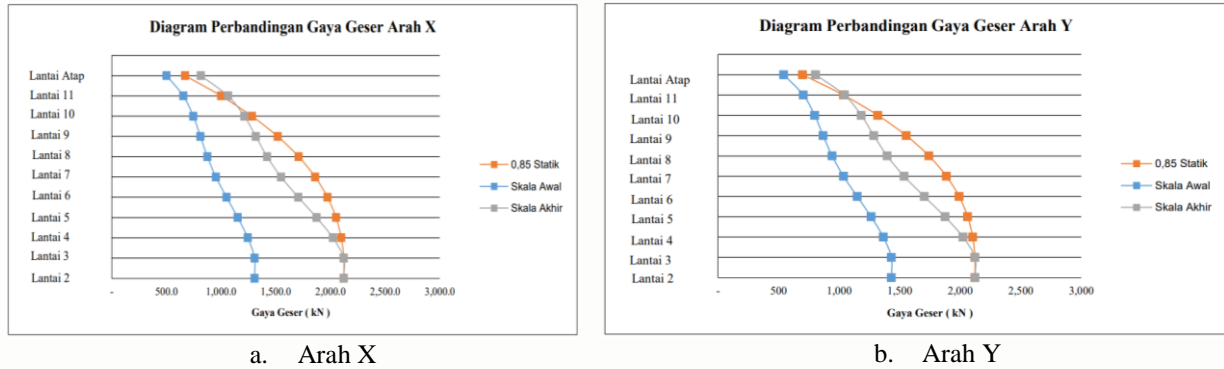 Diagram Perbandingan Gaya Geser Arah X
Lantai Atap
Lantai 11
Lantai 10
Lantai 9
Lantai 8
Lantai 7
Lantai 6
Lantai 5
Lantai 4
Lantai 3
Lantai 2
- 500.0 1,000.0 1,500.0 2,000.0 2,500.0 3,000.0
Gaya Geser ( kN )
0,85 Statik
Skala Awal
Skala Akhir
a. Arah X
Diagram Perbandingan Gaya Geser Arah Y
Lantai Atap
Lantai 11
Lantai 10
Lantai 9
Lantai 8
Lantai 7
Lantai 6
Lantai 5
Lantai 4
Lantai 3
Lantai 2
- 500 1,000 1,500 2,000 2,500 3,000
Gaya Geser ( kN )
0,85 Statik
Skala Awal
Skala Akhir
b. Arah Y